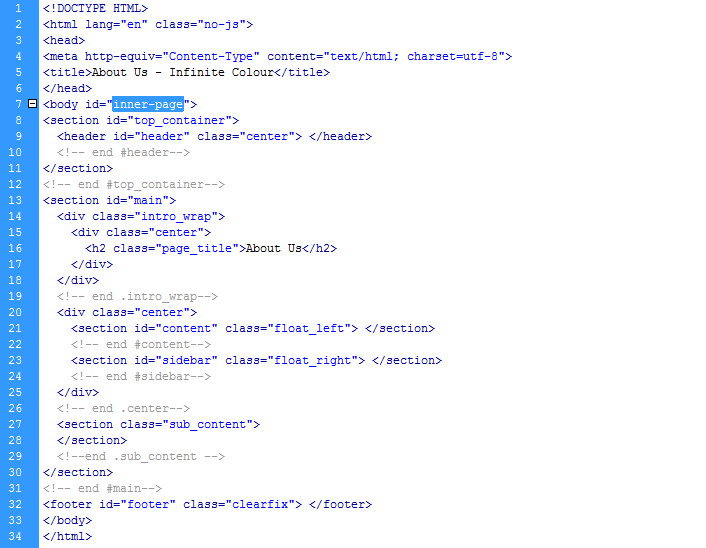 1 <!DOCTYPE HTML>
2 <html lang="en" class="no-js">
3 <head>
4 <meta http-equiv="Content-Type" content="text/html; charset=utf-8">
5 <title>About Us - Infinite Colour</title>
6 </head>
7 <body id="inner-page">
8 <section id="top_container">
9   <header id="header" class="center"> </header>
10   <!-- end #header-->
11 </section>
12 <!-- end #top_container-->
13 <section id="main">
14   <div class="intro_wrap">
15     <div class="center">
16       <h2 class="page_title">About Us</h2>
17     </div>
18   </div>
19   <!-- end .intro_wrap-->
20   <div class="center">
21     <section id="content" class="float_left"> </section>
22     <!-- end #content-->
23     <section id="sidebar" class="float_right"> </section>
24     <!-- end #sidebar-->
25   </div>
26   <!-- end .center-->
27   <section class="sub_content">
28   </section>
29   <!--end .sub_content -->
30 </section>
31 <!-- end #main-->
32 <footer id="footer" class="clearfix"> </footer>
33 </body>
34 </html>